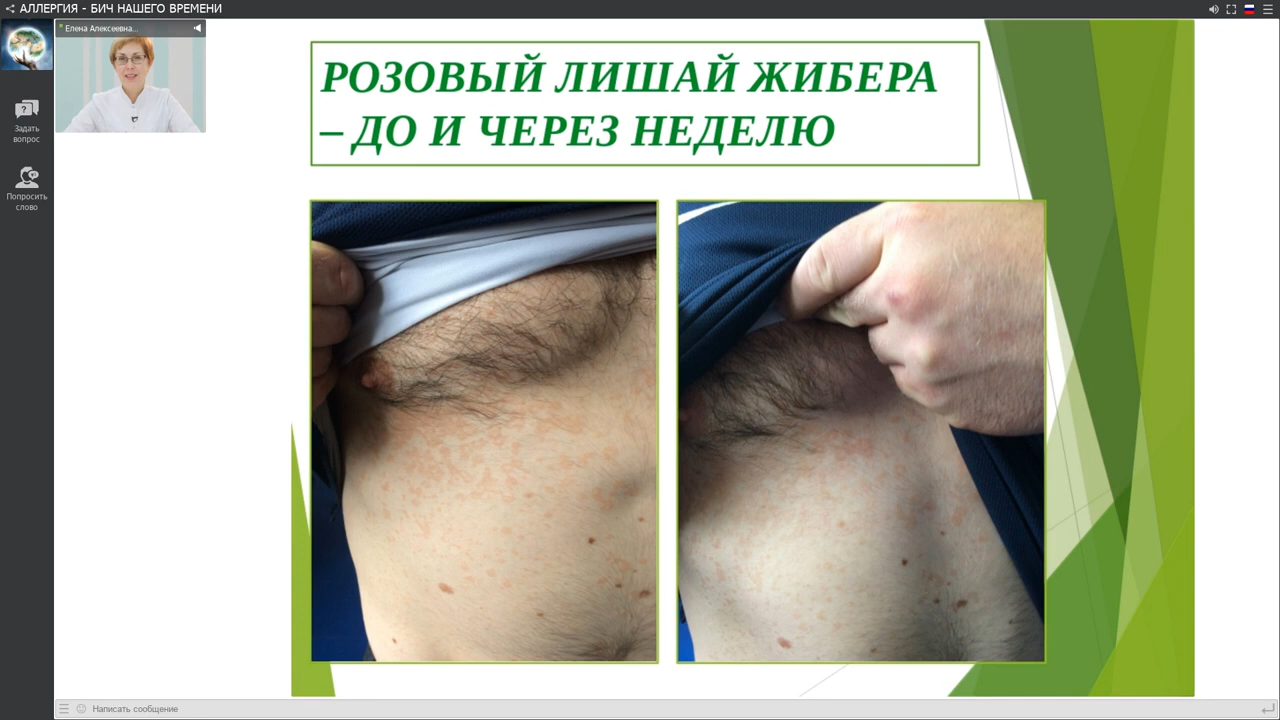 АЛЛЕРГИЯ - БИЧ НАШЕГО ВРЕМЕНИ
Елена Алексеевна...
Задать
вопрос
Попросить
слово
РОЗОВЫЙ ЛИШАЙ ЖИБЕРА
– ДО И ЧЕРЕЗ НЕДЕЛЮ
Написать сообщение